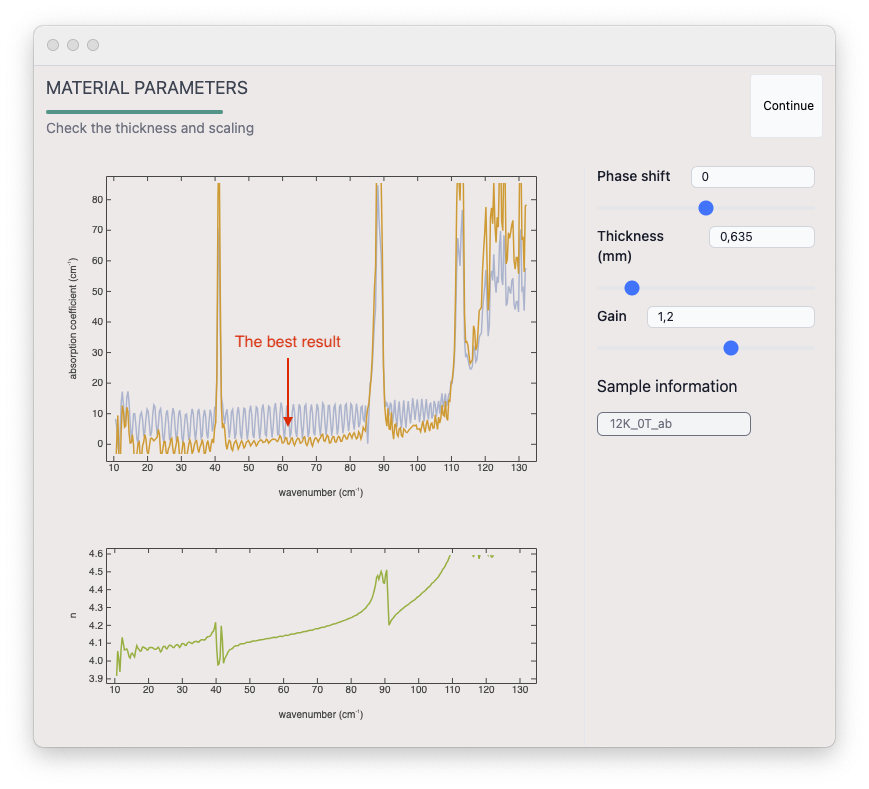 MATERIAL PARAMETERS
Check the thickness and scaling
Continue
Phase shift
0
Thickness
(mm)
0,635
Gain
1,2
Sample information
12K_0T_ab
absorption coefficient (cm⁻¹)
80
70
60
50
40
30
20
10
0
The best result
10 20 30 40 50 60 70 80 90 100 110 120 130
wavenumber (cm⁻¹)
n
4.6
4.5
4.4
4.3
4.2
4.1
4.0
3.9
10 20 30 40 50 60 70 80 90 100 110 120 130
wavenumber (cm⁻¹)